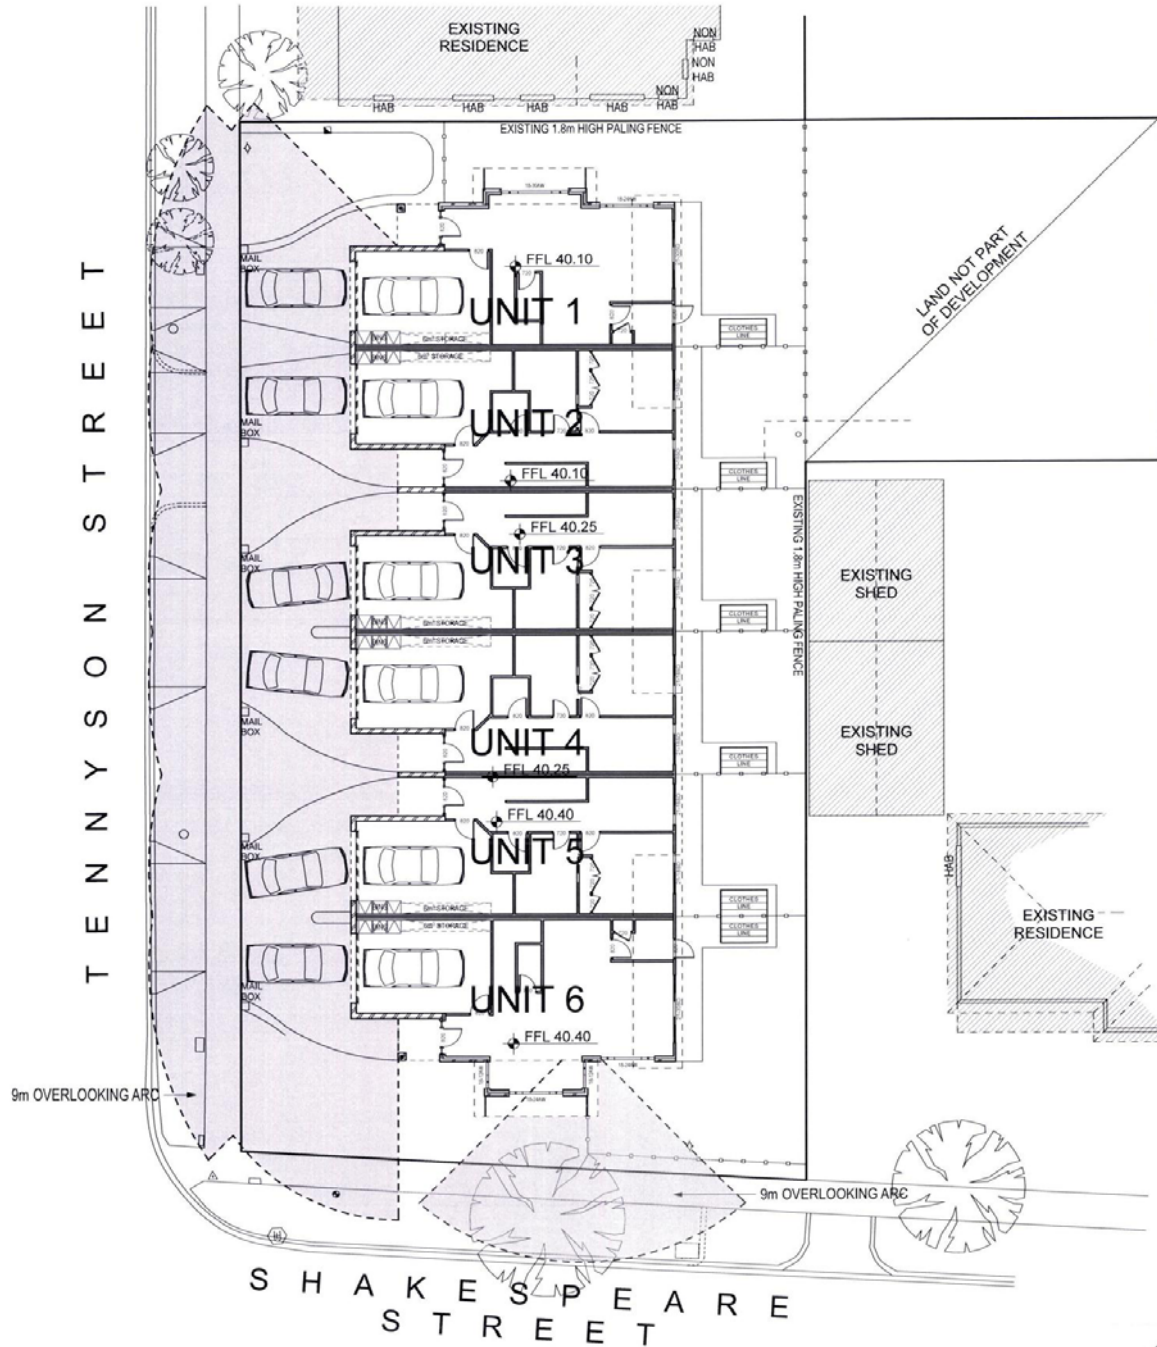 EXISTING
RESIDENCE
NON
HAB
NON
HAB
NON
HAB
HAB
HAB
HAB
HAB
EXISTING 1.8m HIGH PALING FENCE
LAND NOT PART
OF DEVELOPMENT
MAIL
BOX
FFL 40.10
UNIT 1
CLOTHES
LINE
MAIL
BOX
UNIT 2
FFL 40.10
CLOTHES
LINE
FFL 40.25
MAIL
BOX
UNIT 3
CLOTHES
LINE
EXISTING 1.8m HIGH PALING FENCE
EXISTING
SHED
EXISTING
SHED
MAIL
BOX
UNIT 4
FFL 40.25
CLOTHES
LINE
FFL 40.40
MAIL
BOX
UNIT 5
CLOTHES
LINE
CLOTHES
LINE
HAB
EXISTING
RESIDENCE
MAIL
BOX
UNIT 6
FFL 40.40
TENNYSON STREET
9m OVERLOOKING ARC
9m OVERLOOKING ARC
SHAKESPEARE
STREET